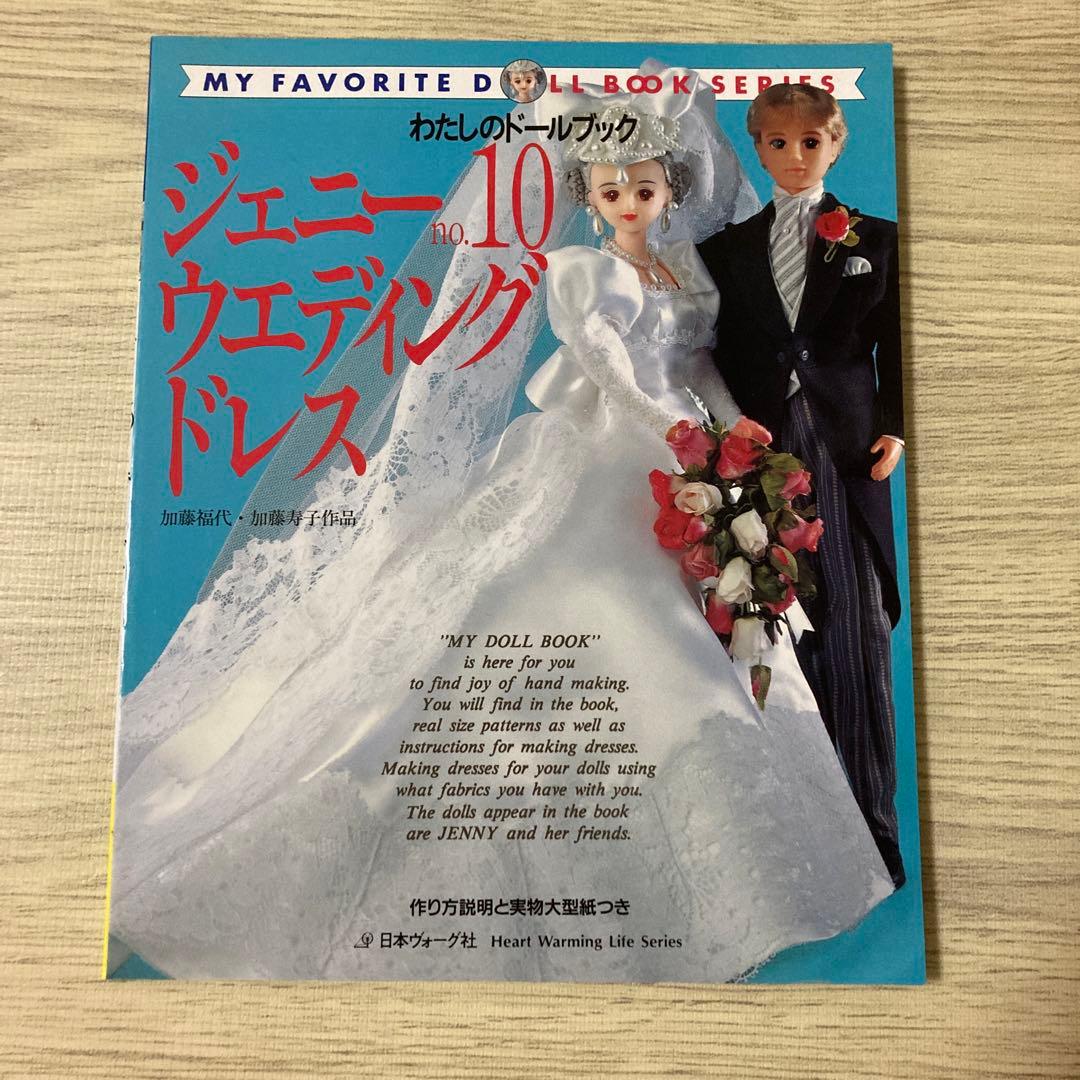 MY FAVORITE DOLL BOOK SERIES
わたしのドールブック
ジェニー no.10
ウエディング
ドレス
加藤福代・加藤寿子作品
"MY DOLL BOOK"
is here for you
to find joy of hand making.
You will find in the book,
real size patterns as well as
instructions for making dresses.
Making dresses for your dolls using
what fabrics you have with you.
The dolls appear in the book
are JENNY and her friends.
作り方説明と実物大型紙つき
日本ヴォーグ社 Heart Warming Life Series